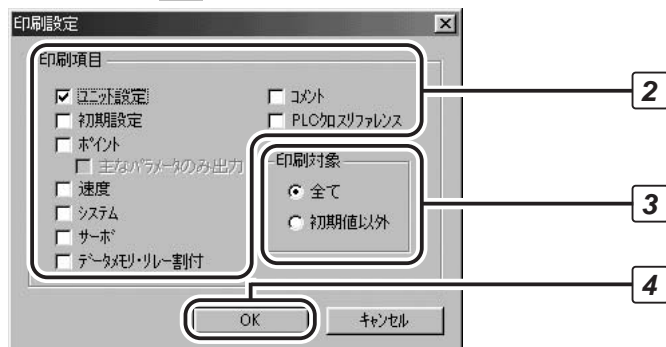 印刷設定
印刷項目
ユニット設定
初期設定
ポイント
主なパラメータのみ出力
速度
システム
サーボ
データメモリ・リレー割付
コメント
PLCクロスリファレンス
2
印刷対象
全て
初期値以外
3
4
OK
キャンセル